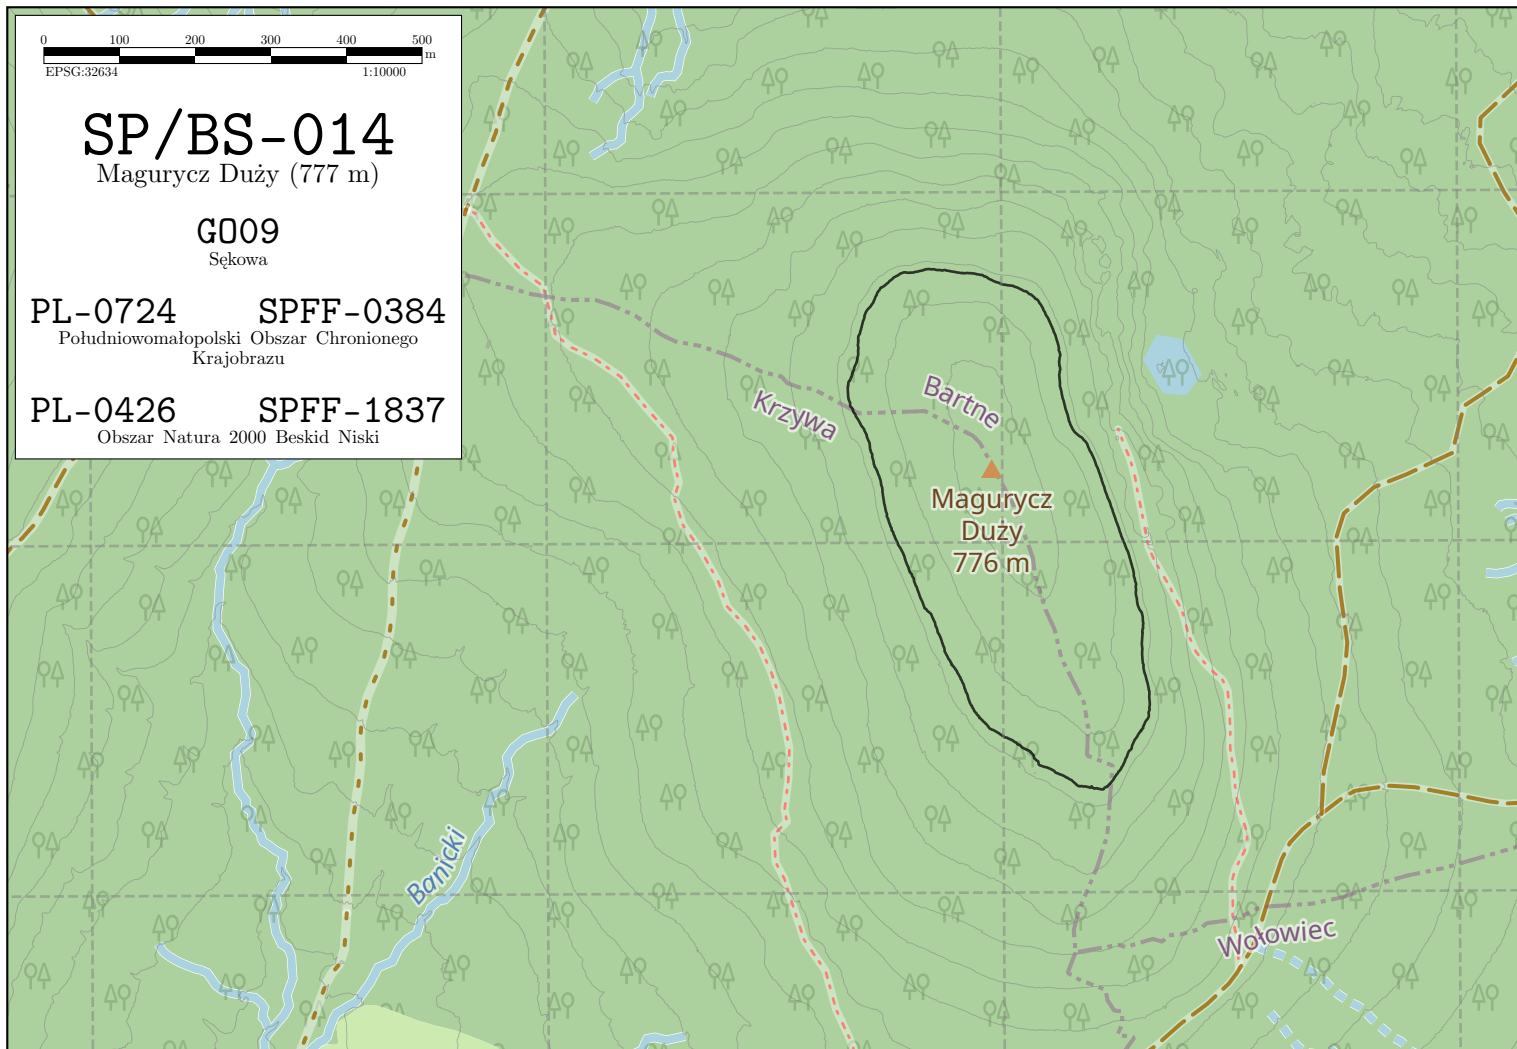 0 100 200 300 400 500
m
EPSG:32634 1:10000
SP/BS-014
Magurycz Duży (777 m)
GO09
Sękowa
PL-0724 SPFF-0384
Południowomałopolski Obszar Chronionego
Krajobrazu
PL-0426 SPFF-1837
Obszar Natura 2000 Beskid Niski
Krzywa
Bartne
Magurycz
Duży
776 m
Banicki
Wołowiec